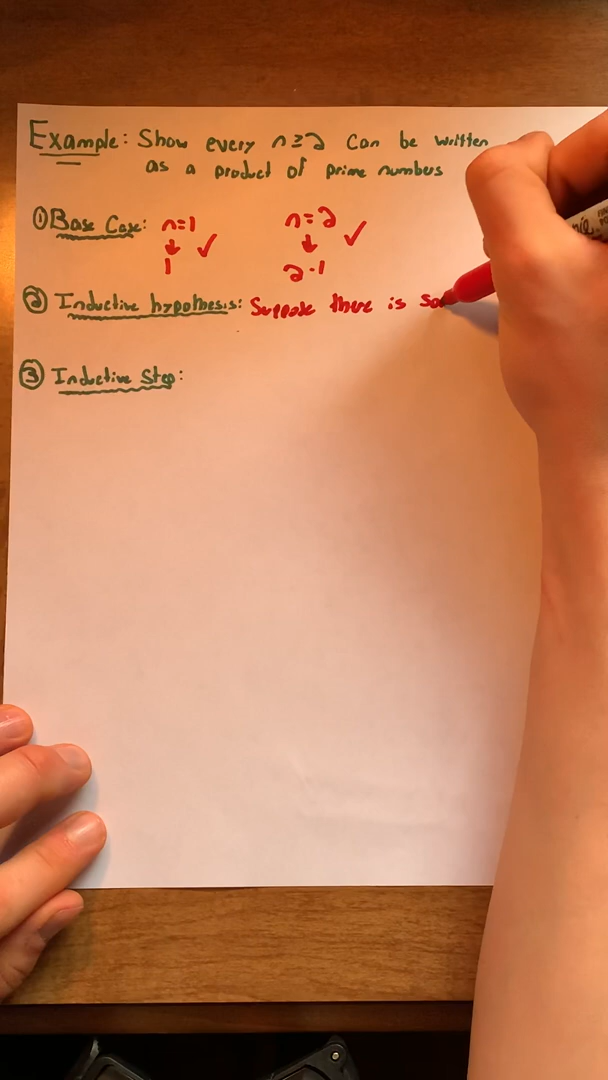 Example: Show every n≥2 can be written
as a product of prime numbers
① Base Case: n=1 n=2
↓ ✓ ↓ ✓
1 2·1
② Inductive hypothesis: Suppose there is so
③ Inductive Step: